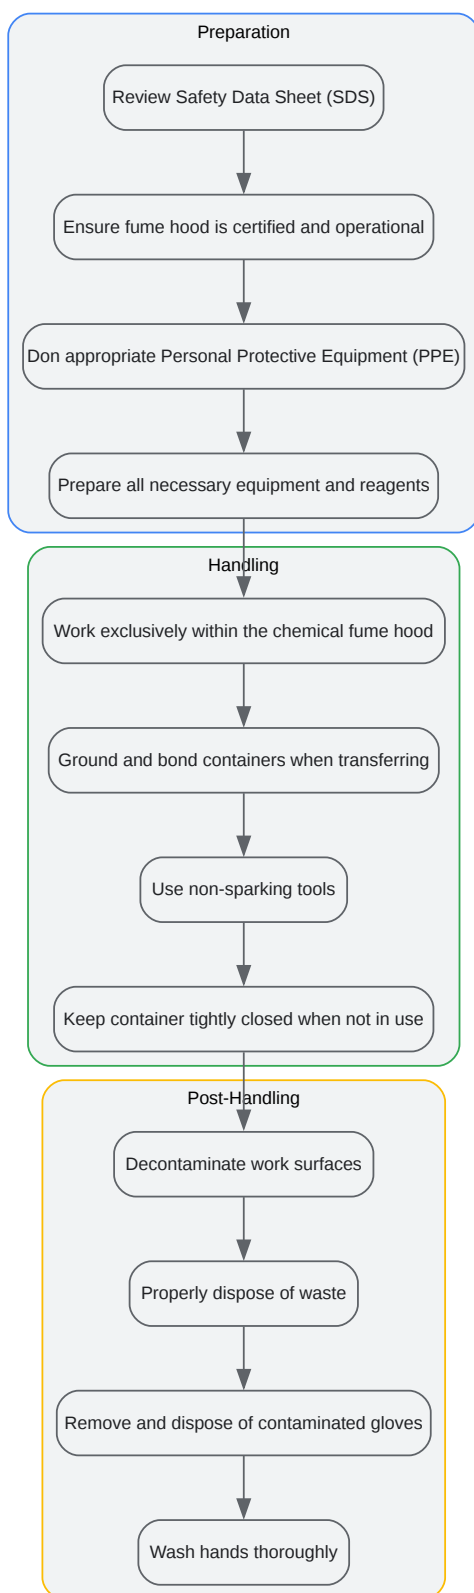 Preparation
Review Safety Data Sheet (SDS)
Ensure fume hood is certified and operational
Don appropriate Personal Protective Equipment (PPE)
Prepare all necessary equipment and reagents
Handling
Work exclusively within the chemical fume hood
Ground and bond containers when transferring
Use non-sparking tools
Keep container tightly closed when not in use
Post-Handling
Decontaminate work surfaces
Properly dispose of waste
Remove and dispose of contaminated gloves
Wash hands thoroughly